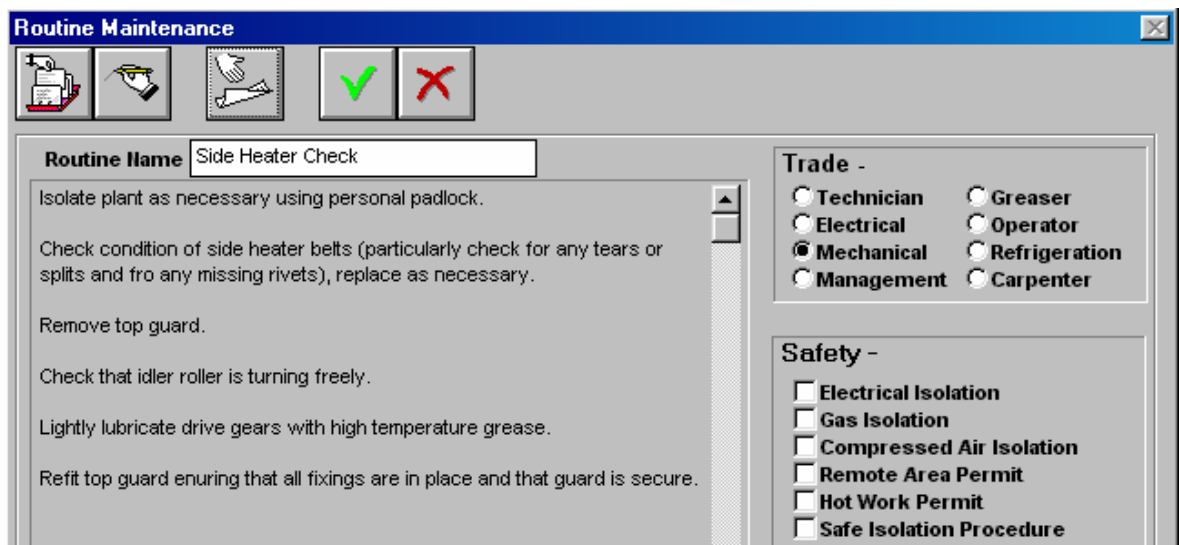 Routine Maintenance
Routine Name Side Heater Check
Isolate plant as necessary using personal padlock.
Check condition of side heater belts (particularly check for any tears or
splits and fro any missing rivets), replace as necessary.
Remove top guard.
Check that idler roller is turning freely.
Lightly lubricate drive gears with high temperature grease.
Refit top guard enuring that all fixings are in place and that guard is secure.
Trade -
Technician Greaser
Electrical Operator
Mechanical Refrigeration
Management Carpenter
Safety -
Electrical Isolation
Gas Isolation
Compressed Air Isolation
Remote Area Permit
Hot Work Permit
Safe Isolation Procedure